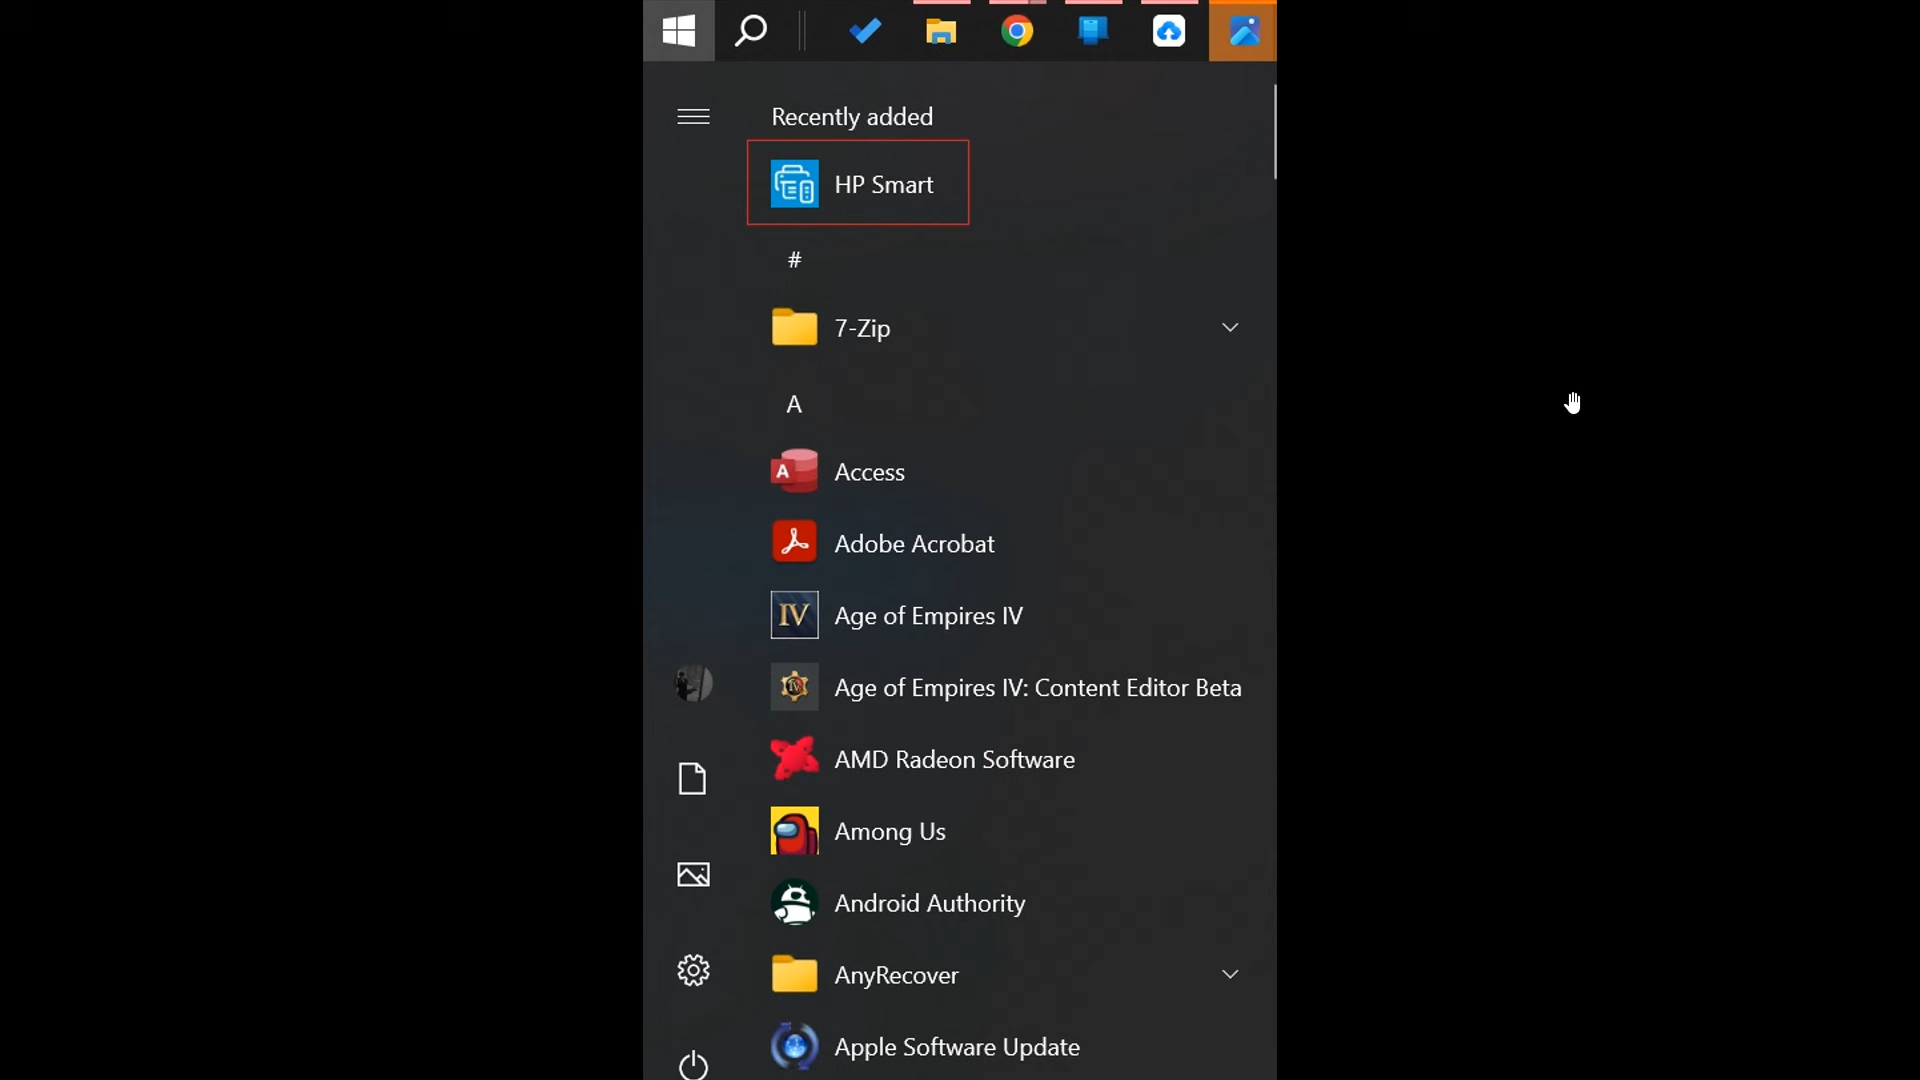 Recently added
HP Smart
#
7-Zip
A
Access
Adobe Acrobat
Age of Empires IV
Age of Empires IV: Content Editor Beta
AMD Radeon Software
Among Us
Android Authority
AnyRecover
Apple Software Update